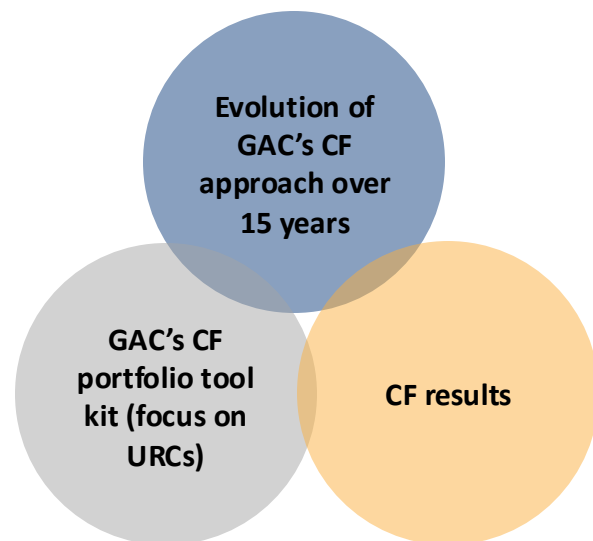 Evolution of
GAC’s CF
approach over
15 years
GAC’s CF
portfolio tool
kit (focus on
URCs)
CF results